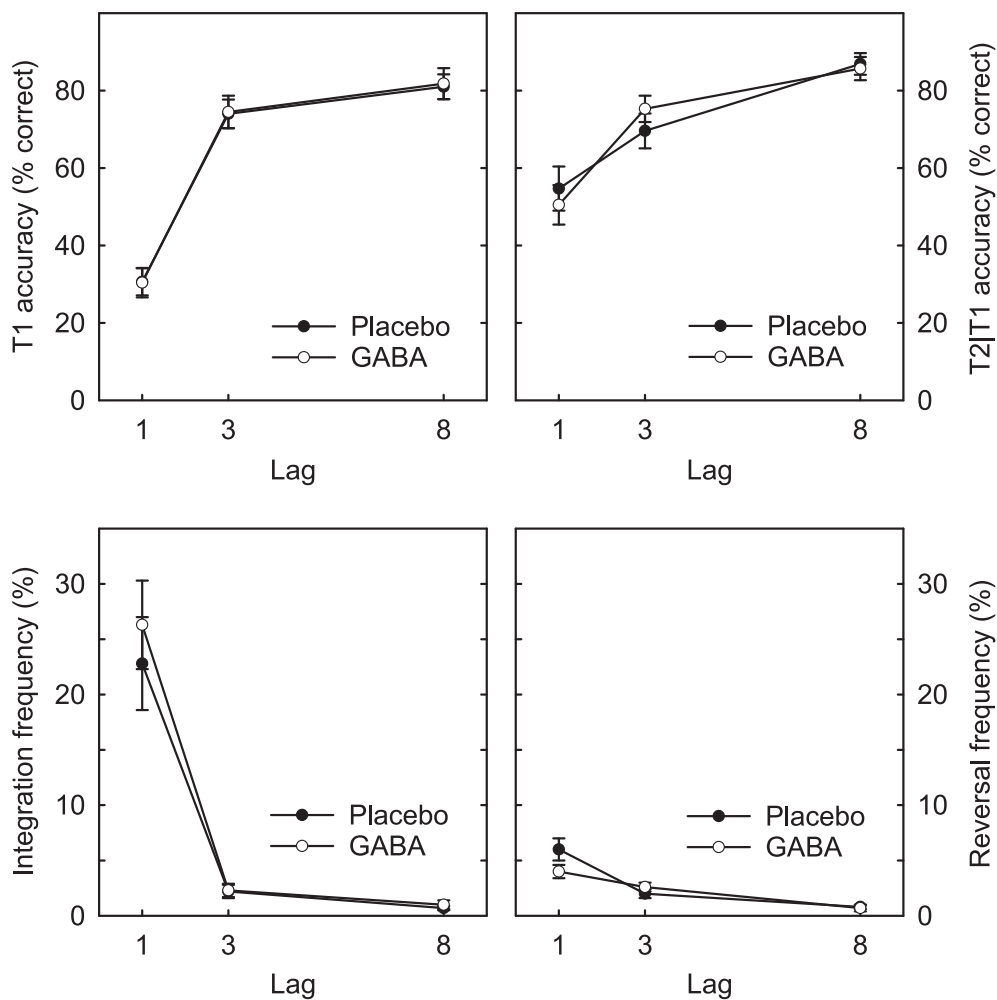 T1 accuracy (% correct)
80
60
40
20
0
Placebo
GABA
1 3 8
Lag
T2|T1 accuracy (% correct)
80
60
40
20
0
Placebo
GABA
1 3 8
Lag
Integration frequency (%)
30
20
10
0
Placebo
GABA
1 3 8
Lag
Reversal frequency (%)
30
20
10
0
Placebo
GABA
1 3 8
Lag